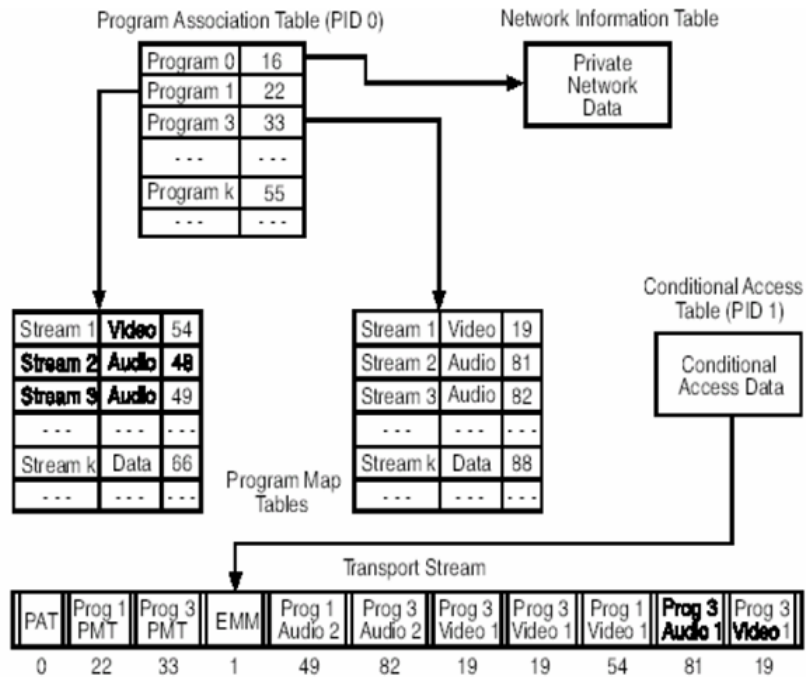 Program Association Table (PID 0)
Network Information Table
Program 0 16
Program 1 22
Program 3 33
- - - - - -
Program k 55
- - - - - -
Private
Network
Data
Stream 1 Video 54
Stream 2 Audio 48
Stream 3 Audio 49
- - - - - - - - -
Stream k Data 66
- - - - - - - - -
Program Map
Tables
Stream 1 Video 19
Stream 2 Audio 81
Stream 3 Audio 82
- - - - - - - - -
Stream k Data 88
- - - - - - - - -
Conditional Access
Table (PID 1)
Conditional
Access Data
Transport Stream
PAT
Prog 1
PMT
Prog 3
PMT
EMM
Prog 1
Audio 2
Prog 3
Audio 2
Prog 3
Video 1
Prog 3
Video 1
Prog 1
Video 1
Prog 3
Audio 1
Prog 3
Video 1
0 22 33 1 49 82 19 19 54 81 19